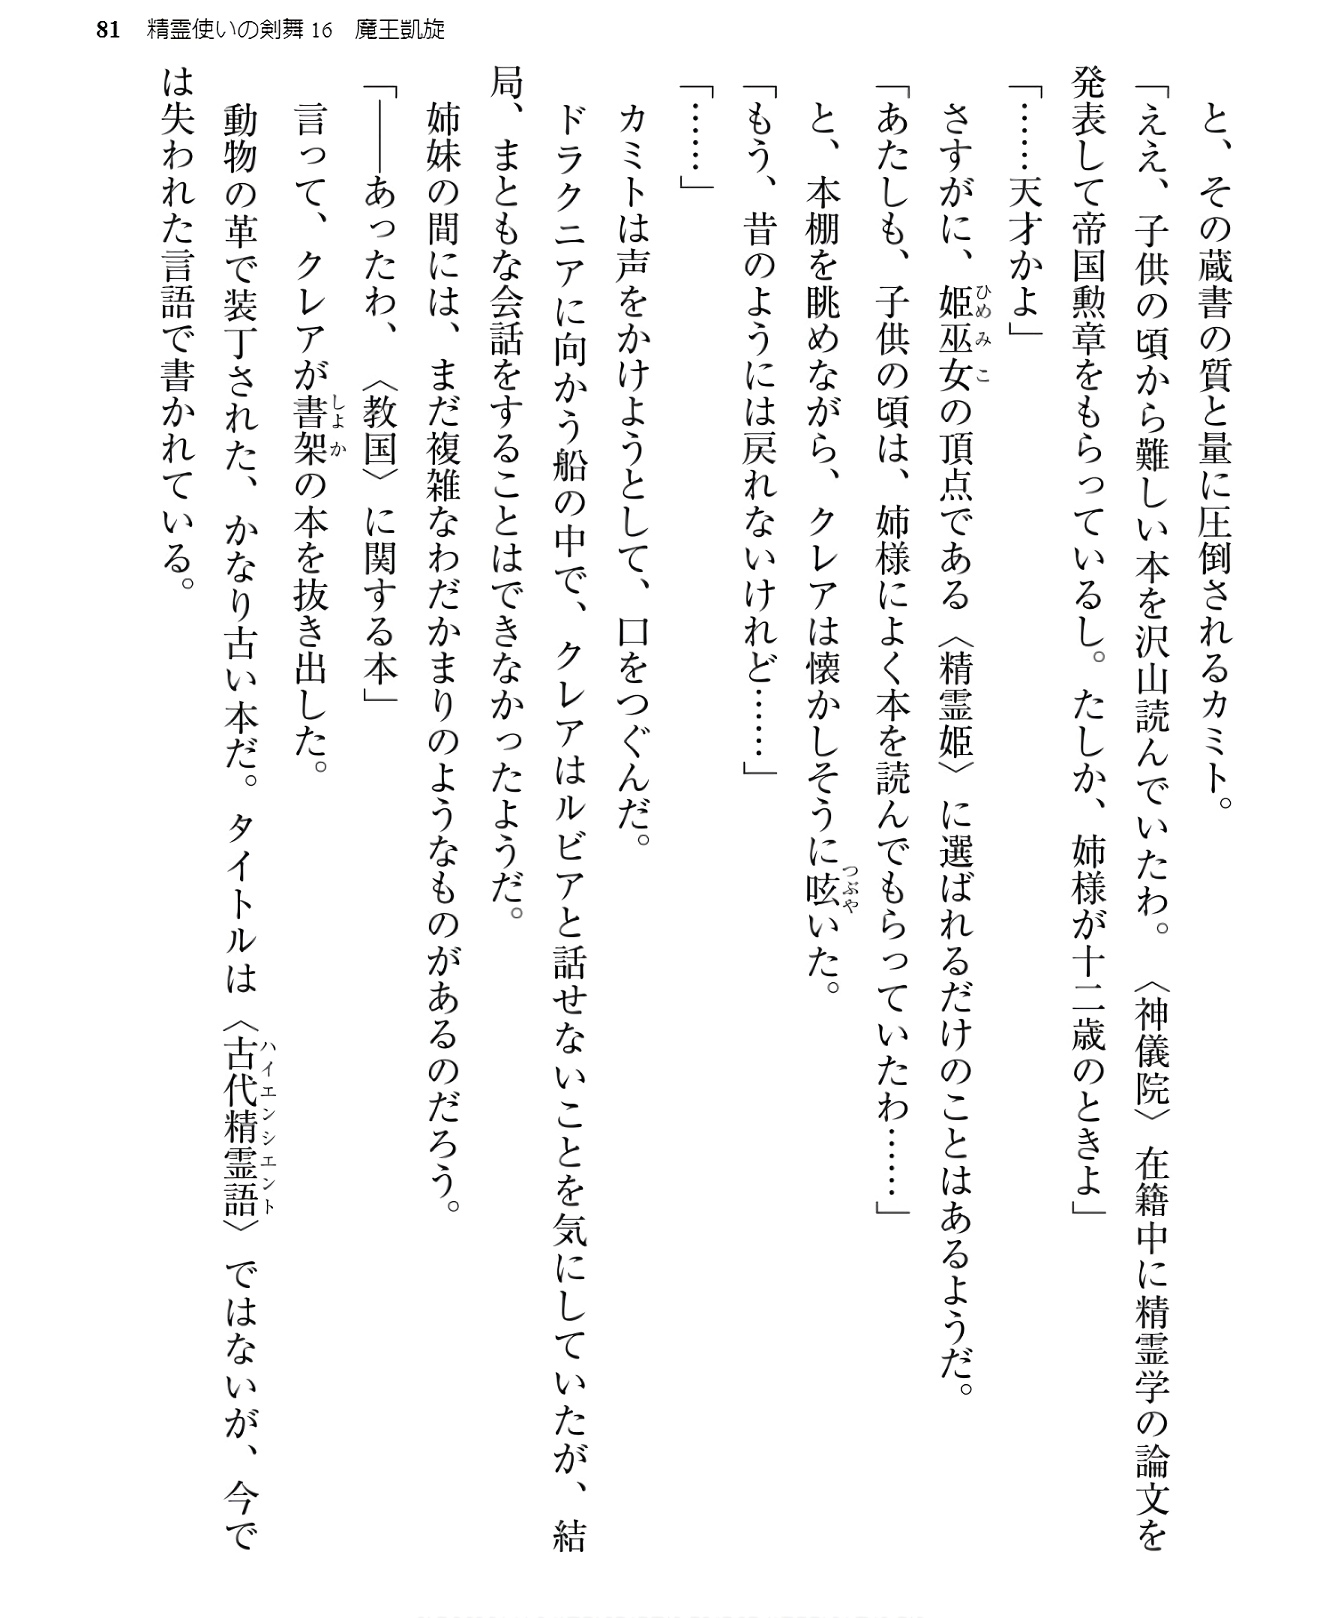 81　精霊使いの剣舞16　魔王凱旋
　と、その蔵書の質と量に圧倒されるカミト。
「ええ、子供の頃から難しい本を沢山読んでいたわ。〈神儀院〉在籍中に精霊学の論文を
発表して帝国勲章をもらっているし。たしか、姉様が十二歳のときよ」
「……天才かよ」
　さすがに、姫巫女の頂点である〈精霊姫〉に選ばれるだけのことはあるようだ。
ひめみこ
「あたしも、子供の頃は、姉様によく本を読んでもらっていたわ……」
　と、本棚を眺めながら、クレアは懐かしそうに呟いた。
つぶや
「もう、昔のようには戻れないけれど……」
「……」
　カミトは声をかけようとして、口をつぐんだ。
　ドラクニアに向かう船の中で、クレアはルビアと話せないことを気にしていたが、結
局、まともな会話をすることはできなかったようだ。
　姉妹の間には、まだ複雑なわだかまりのようなものがあるのだろう。
「――あったわ、〈教国〉に関する本」
　言って、クレアが書架の本を抜き出した。
しよか
　動物の革で装丁された、かなり古い本だ。タイトルは〈古代精霊語〉ではないが、今で
ハイエンシエント
は失われた言語で書かれている。